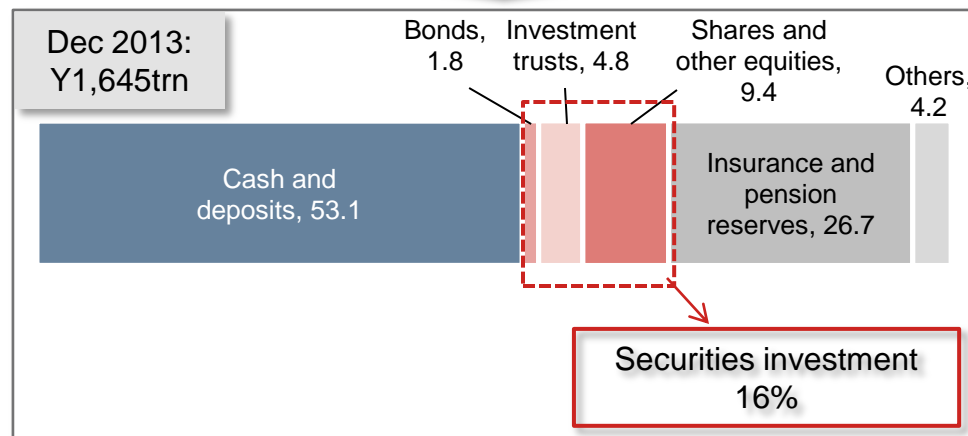 Dec 2013:
Y1,645trn
Bonds,
1.8
Investment
trusts, 4.8
Shares and
other equities,
9.4
Others,
4.2
Cash and
deposits, 53.1
Insurance and
pension
reserves, 26.7
Securities investment
16%